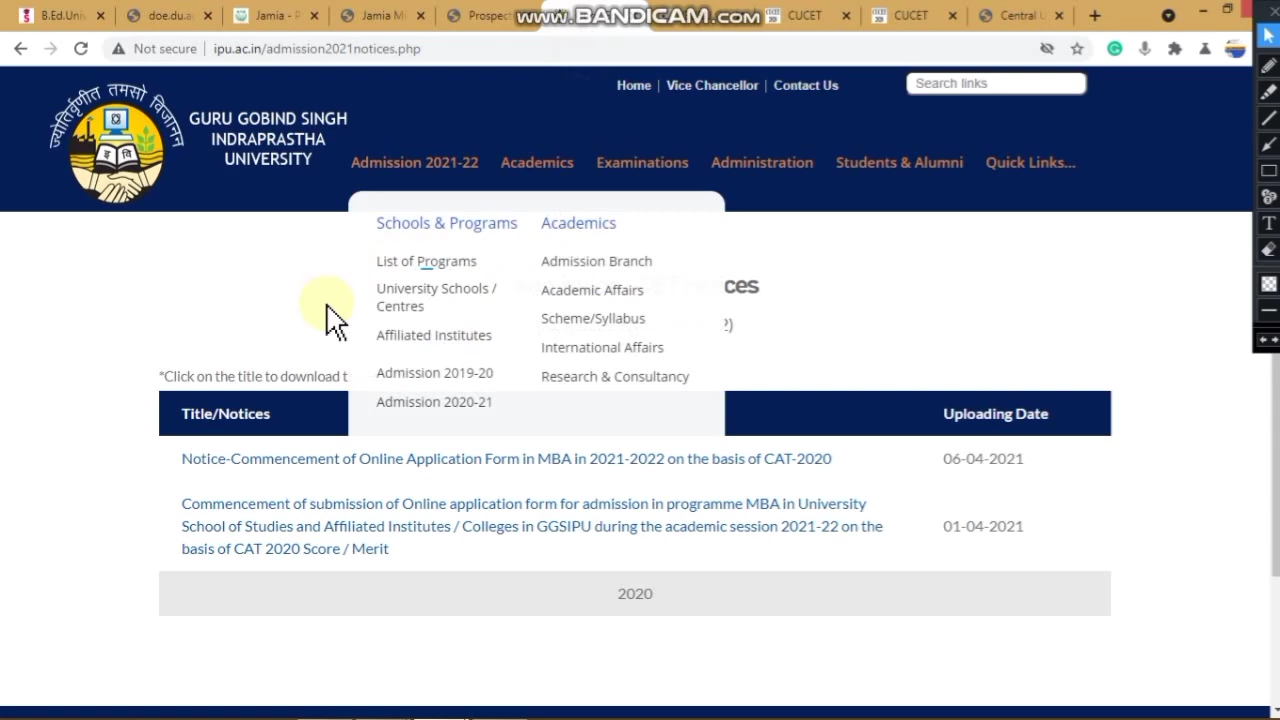 B.Ed.Univ
doe.du.a
Jamia - P
Jamia Mi
Prospect
www.BANDICAM.com
CUCET
CUCET
Central U
Not secure
ipu.ac.in/admission2021notices.php
Home | Vice Chancellor | Contact Us
Search links
ज्योतिर्वृणीत तमसो विजानन
GURU GOBIND SINGH
INDRAPRASTHA
UNIVERSITY
Admission 2021-22
Academics
Examinations
Administration
Students & Alumni
Quick Links...
Schools & Programs
List of Programs
University Schools /
Centres
Affiliated Institutes
Admission 2019-20
Admission 2020-21
Academics
Admission Branch
Academic Affairs
Scheme/Syllabus
International Affairs
Research & Consultancy
ces
2)
*Click on the title to download t
Title/Notices
Uploading Date
Notice-Commencement of Online Application Form in MBA in 2021-2022 on the basis of CAT-2020
06-04-2021
Commencement of submission of Online application form for admission in programme MBA in University
School of Studies and Affiliated Institutes / Colleges in GGSIPU during the academic session 2021-22 on the
basis of CAT 2020 Score / Merit
01-04-2021
2020